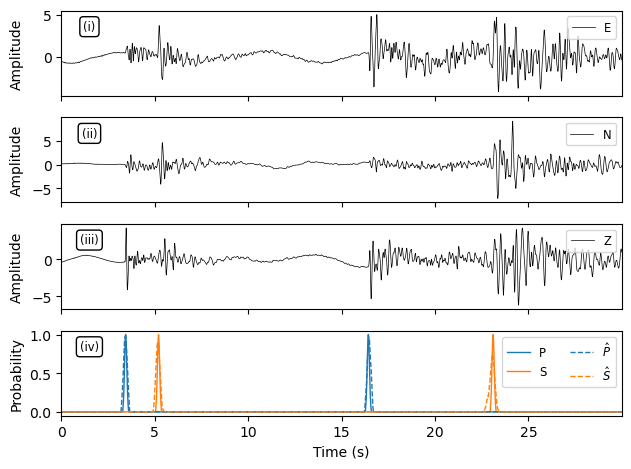 Amplitude
5
0
(i)
E
Amplitude
5
0
−5
(ii)
N
Amplitude
0
−5
(iii)
Z
Probability
1.0
0.5
0.0
(iv)
P
S
P̂
Ŝ
0
5
10
15
20
25
Time (s)